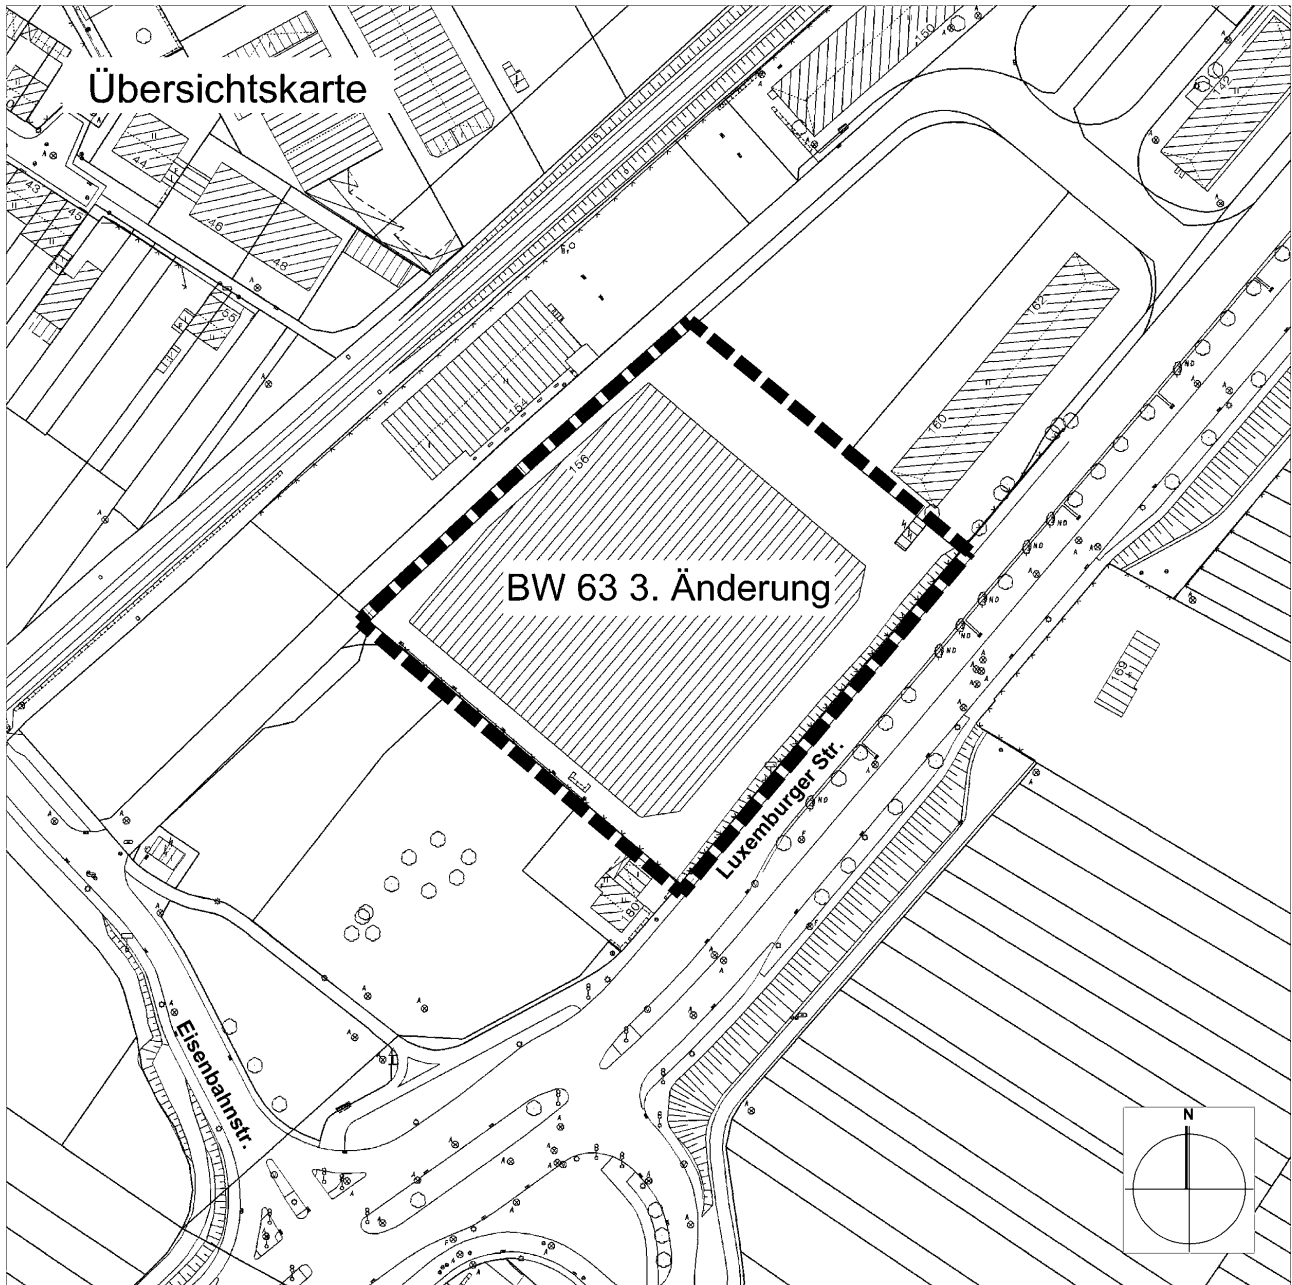 Übersichtskarte
150
142
44
43
45
46
48
55
162
154
160
156
BW 63 3. Änderung
169
Luxemburger Str.
180
Eisenbahnstr.
N